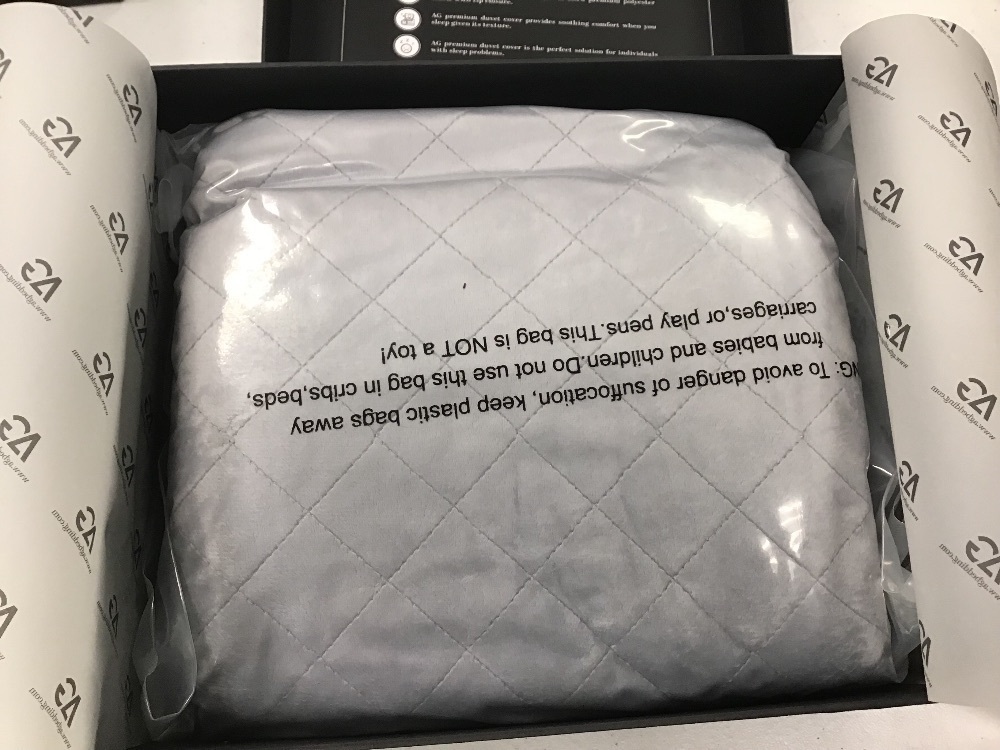 AG premium duvet cover provides soothing comfort when you
sleep given its texture.
AG premium duvet cover is the perfect solution for individuals
with sleep problems.
NG: To avoid danger of suffocation, keep plastic bags away
from babies and children.Do not use this bag in cribs,beds,
carriages,or play pens.This bag is NOT a toy!